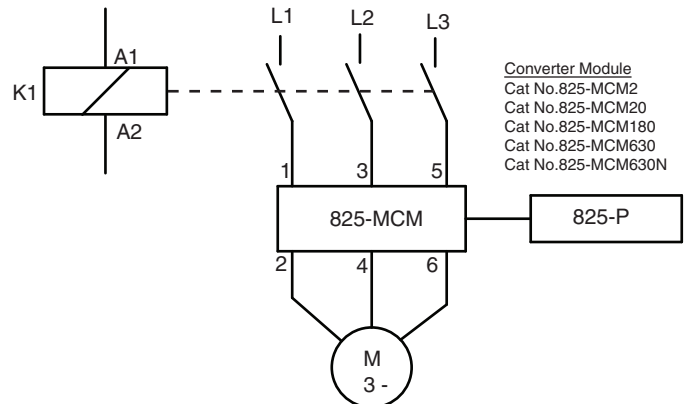 L1
L2
L3
A1
K1
A2
Converter Module
Cat No.825-MCM2
Cat No.825-MCM20
Cat No.825-MCM180
Cat No.825-MCM630
Cat No.825-MCM630N
1
3
5
825-MCM
825-P
2
4
6
M
3 -